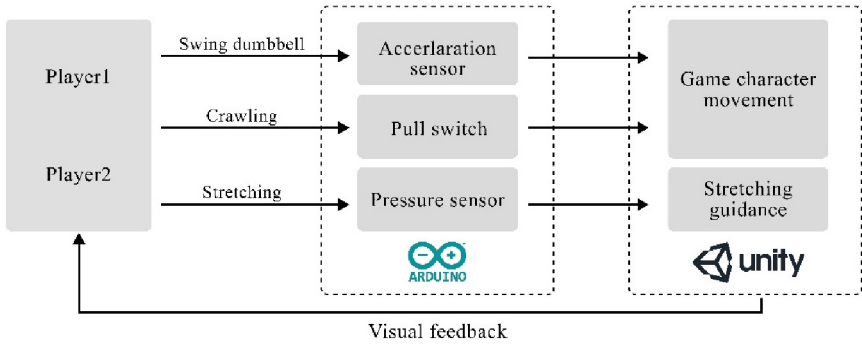 Player1
Player2
Swing dumbbell
Crawling
Stretching
Accerlaration
sensor
Pull switch
Pressure sensor
ARDUINO
Game character
movement
Stretching
guidance
unity
Visual feedback